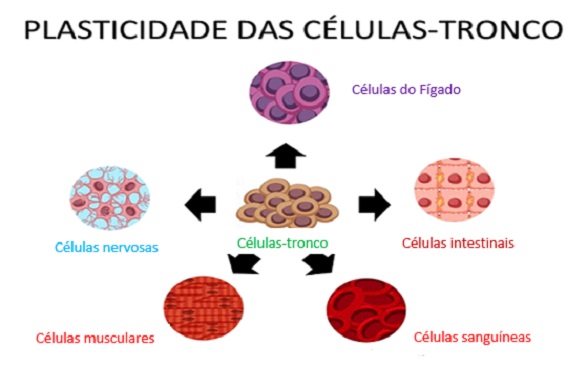 PLASTICIDADE DAS CÉLULAS-TRONCO
Células do Fígado
Células nervosas
Células-tronco
Células intestinais
Células musculares
Células sanguíneas